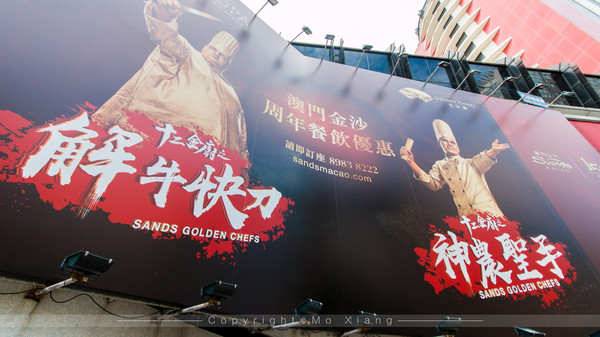 十二金廚之
解牛快刀
SANDS GOLDEN CHEFS
澳門金沙
周年餐飲優惠
請即訂座 8983 8222
sandsmacao.com
十二金廚之
神農聖手
SANDS GOLDEN CHEFS
Copyright©Mo Xiang